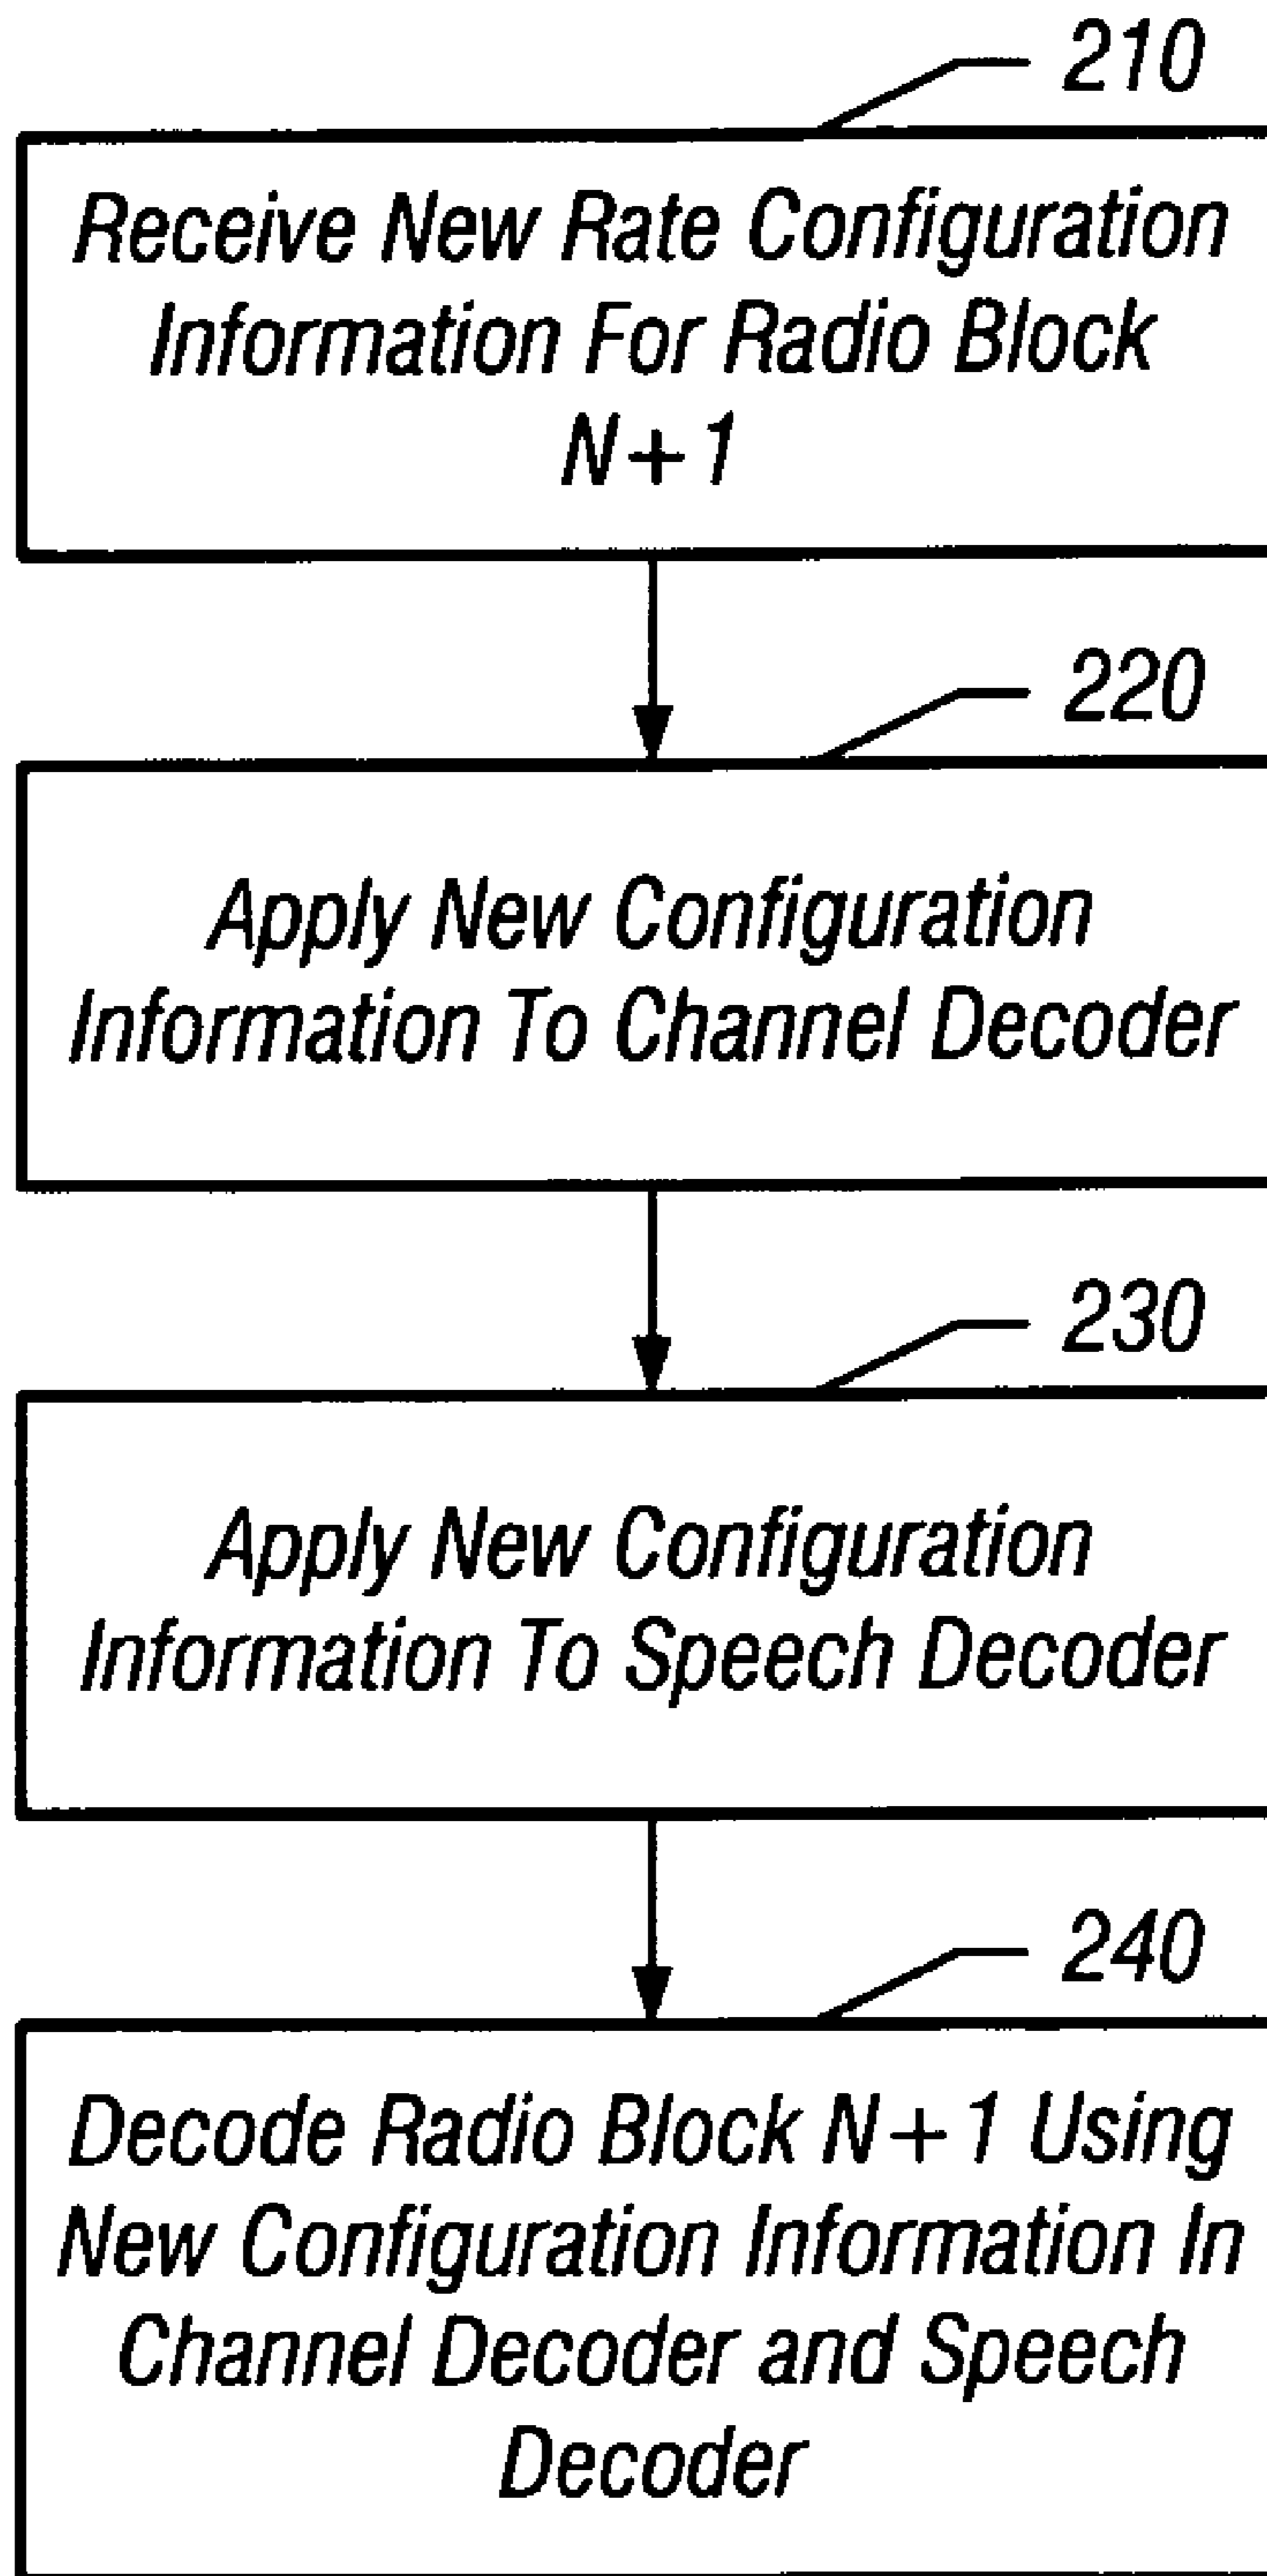 210
Receive New Rate Configuration
Information For Radio Block
N+1
220
Apply New Configuration
Information To Channel Decoder
230
Apply New Configuration
Information To Speech Decoder
240
Decode Radio Block N+1 Using
New Configuration Information In
Channel Decoder and Speech
Decoder